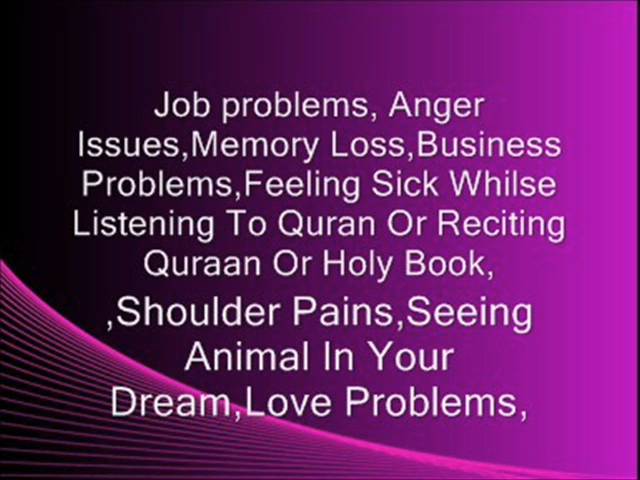 Job problems, Anger
Issues,Memory Loss,Business
Problems,Feeling Sick Whilse
Listening To Quran Or Reciting
Quraan Or Holy Book,
,Shoulder Pains,Seeing
Animal In Your
Dream,Love Problems,